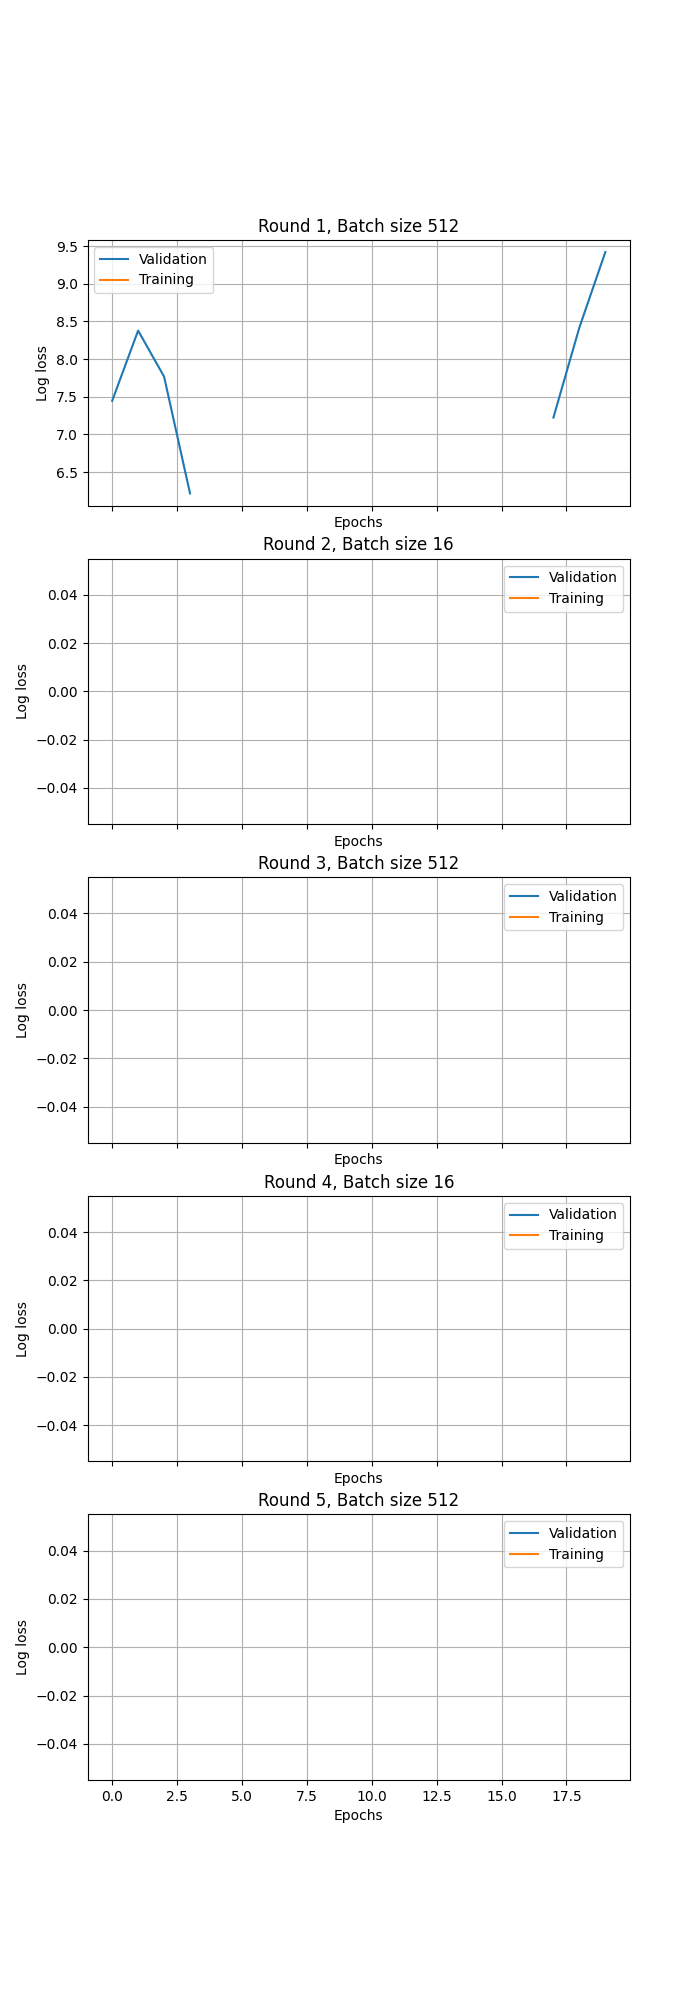 Round 1, Batch size 512
9.5
9.0
8.5
8.0
7.5
7.0
6.5
Log loss
Validation
Training
Epochs
Round 2, Batch size 16
0.04
0.02
0.00
−0.02
−0.04
Log loss
Validation
Training
Epochs
Round 3, Batch size 512
0.04
0.02
0.00
−0.02
−0.04
Log loss
Validation
Training
Epochs
Round 4, Batch size 16
0.04
0.02
0.00
−0.02
−0.04
Log loss
Validation
Training
Epochs
Round 5, Batch size 512
0.04
0.02
0.00
−0.02
−0.04
Log loss
Validation
Training
0.0 2.5 5.0 7.5 10.0 12.5 15.0 17.5
Epochs